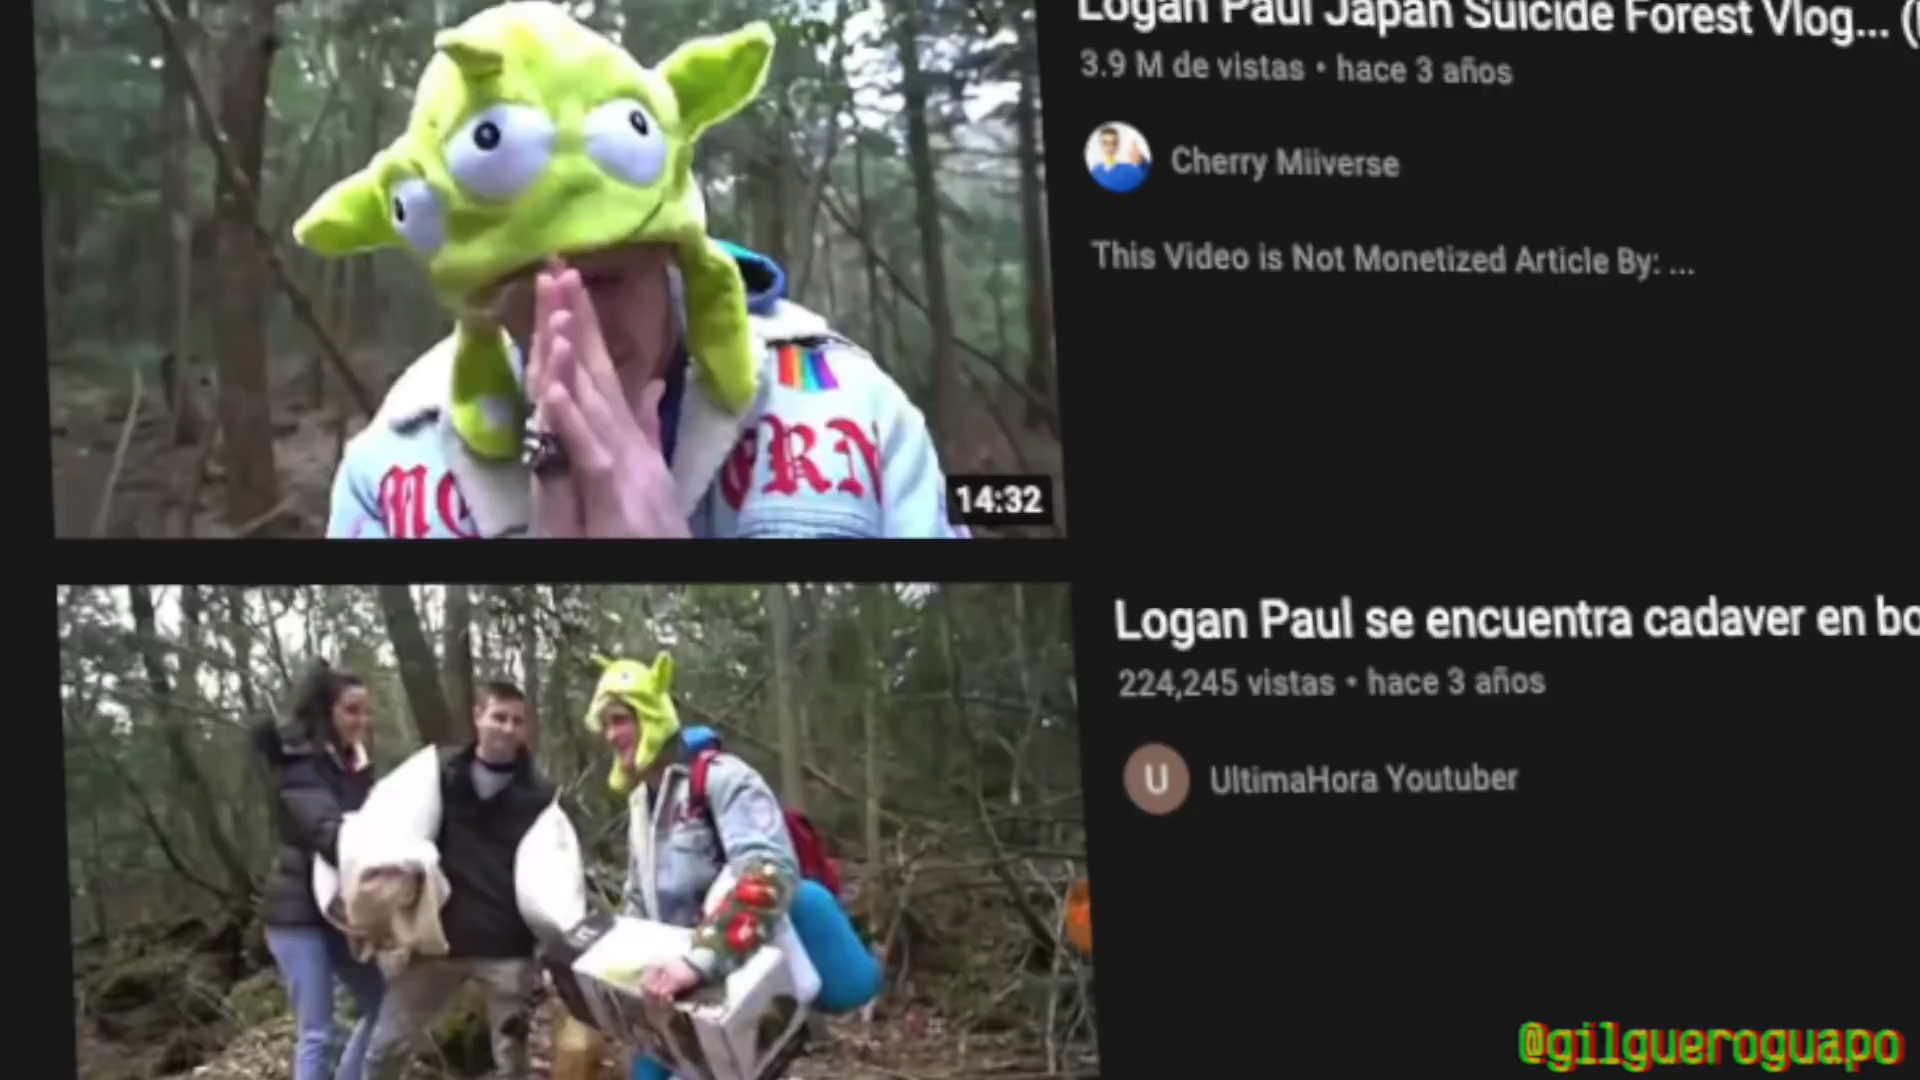 Logan Paul Japan Suicide Forest Vlog... (
3.9 M de vistas • hace 3 años
Cherry Miiverse
This Video is Not Monetized Article By: ...
14:32
Logan Paul se encuentra cadaver en bo
224,245 vistas • hace 3 años
U UltimaHora Youtuber
@gilgueroguapo